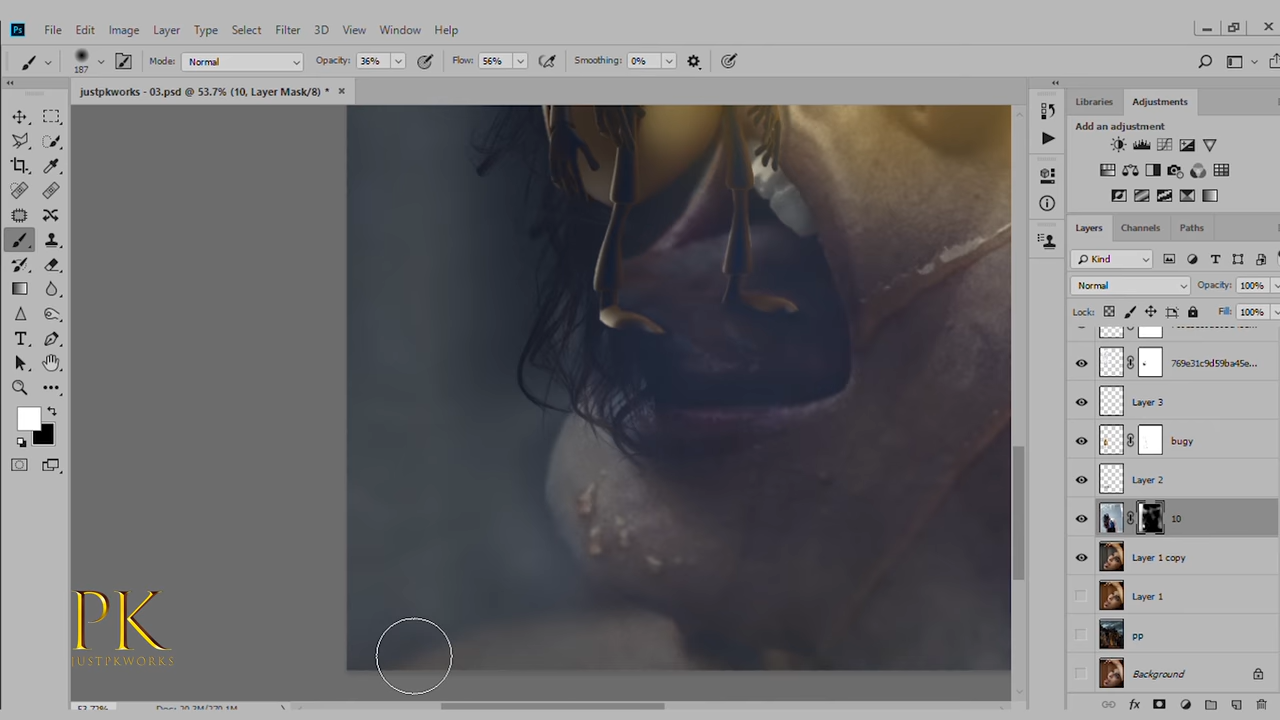 Ps File Edit Image Layer Type Select Filter 3D View Window Help
187 Mode: Normal Opacity: 36% Flow: 56% Smoothing: 0%
justpkworks - 03.psd @ 53.7% (10, Layer Mask/8) *
Libraries Adjustments
Add an adjustment
Layers Channels Paths
Kind
Normal Opacity: 100%
Lock: Fill: 100%
769e31c9d59ba45e...
Layer 3
bugy
Layer 2
10
Layer 1 copy
Layer 1
pp
Background
PK
JUSTPKWORKS